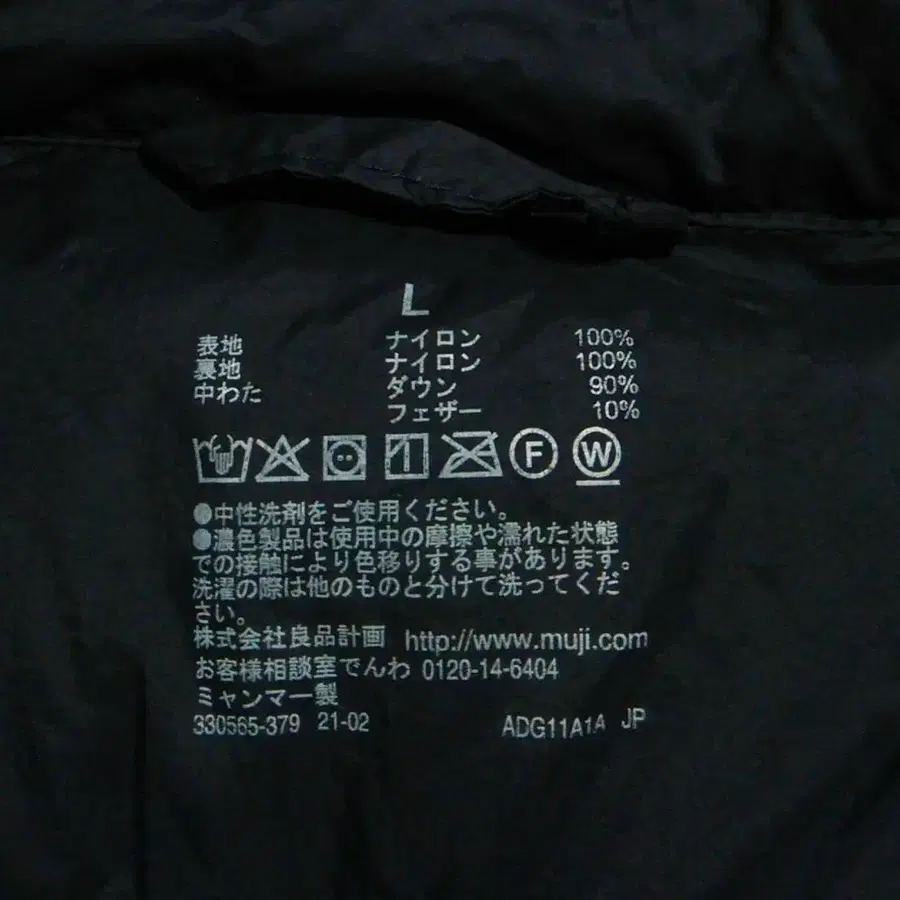 L
表地 ナイロン 100%
裏地 ナイロン 100%
中わた ダウン 90%
フェザー 10%
F W
●中性洗剤をご使用ください。
●濃色製品は使用中の摩擦や濡れた状態
での接触により色移りする事があります。
洗濯の際は他のものと分けて洗ってくだ
さい。
株式会社良品計画 http://www.muji.com
お客様相談室でんわ 0120-14-6404
ミャンマー製
330565-379 21-02 ADG11A1A JP